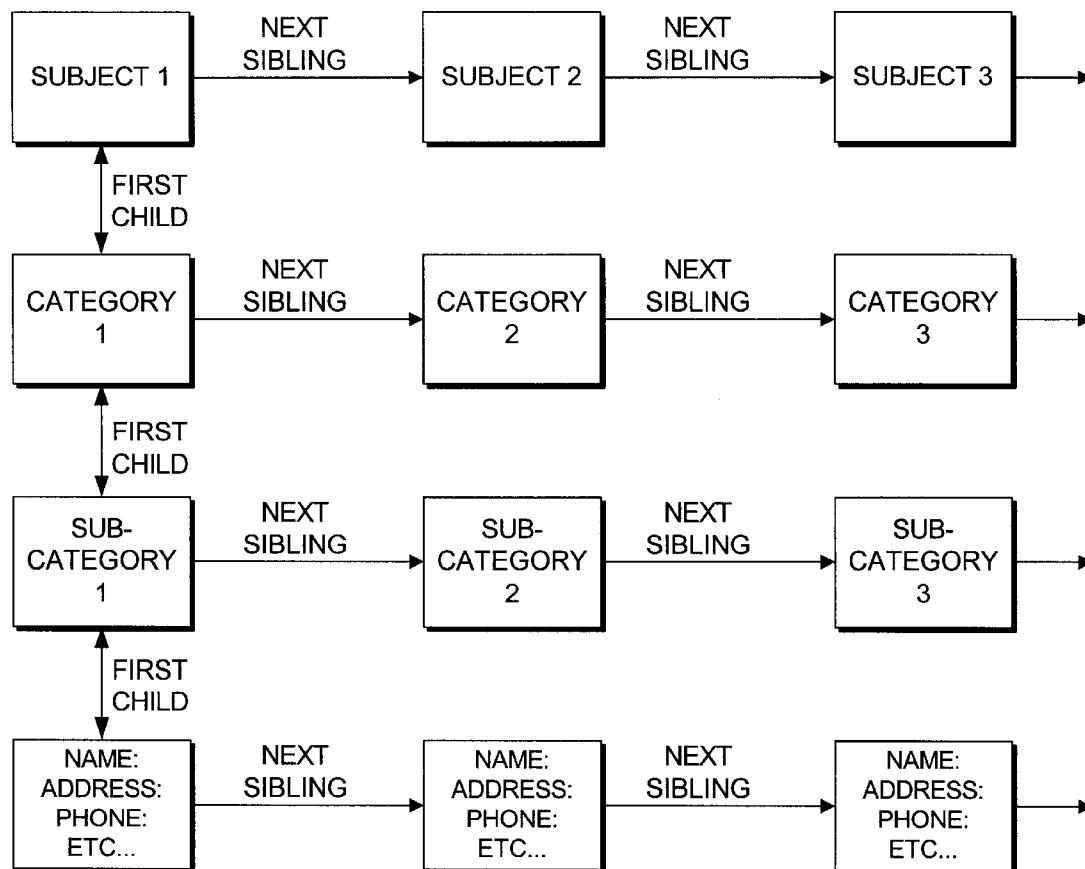 SUBJECT 1
NEXT
SIBLING
SUBJECT 2
NEXT
SIBLING
SUBJECT 3
FIRST
CHILD
CATEGORY
1
NEXT
SIBLING
CATEGORY
2
NEXT
SIBLING
CATEGORY
3
FIRST
CHILD
SUB-
CATEGORY
1
NEXT
SIBLING
SUB-
CATEGORY
2
NEXT
SIBLING
SUB-
CATEGORY
3
FIRST
CHILD
NAME:
ADDRESS:
PHONE:
ETC...
NEXT
SIBLING
NAME:
ADDRESS:
PHONE:
ETC...
NEXT
SIBLING
NAME:
ADDRESS:
PHONE:
ETC...